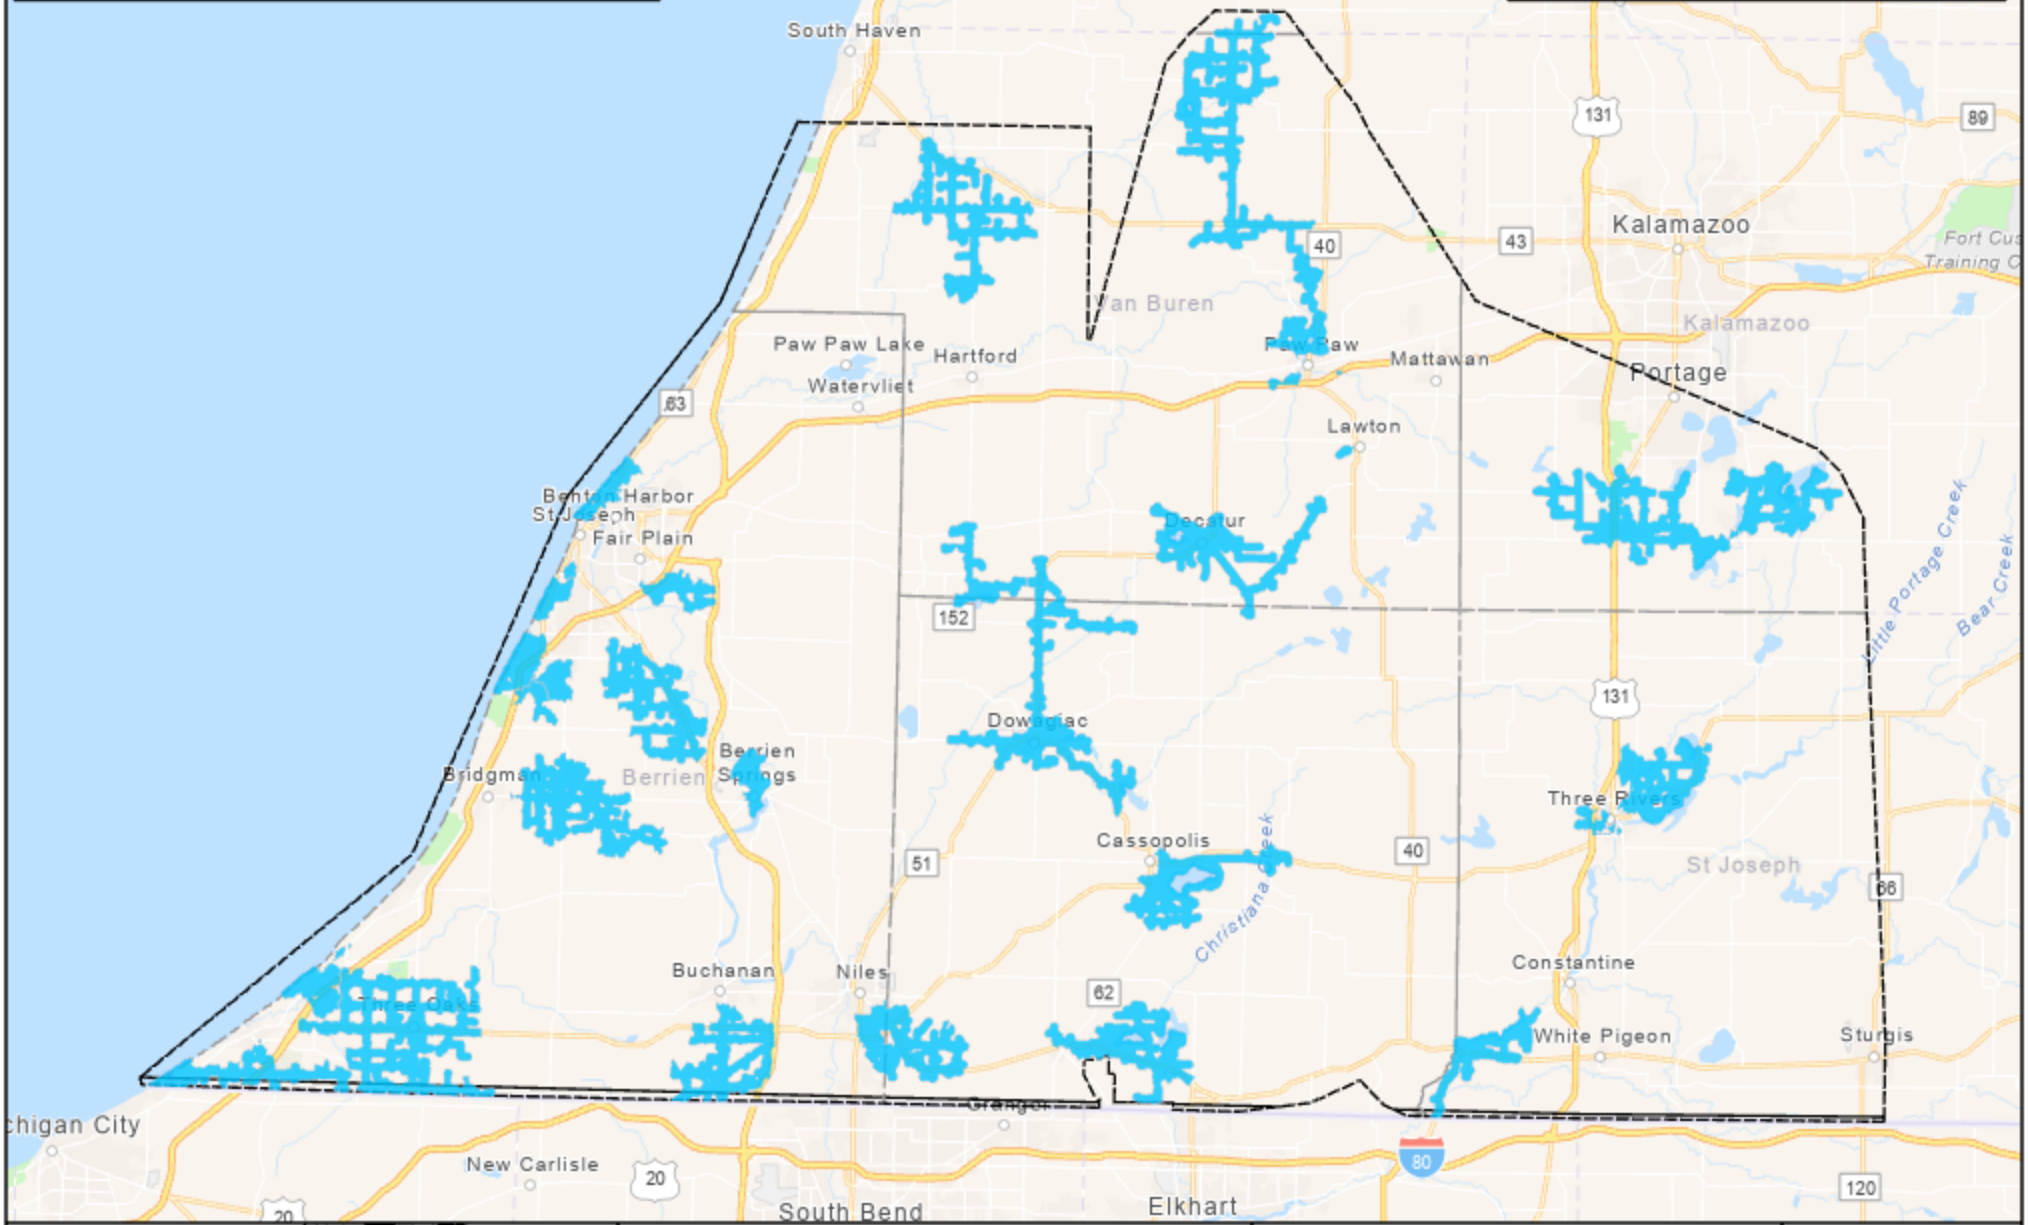 South Haven
131
89
Kalamazoo
40
43
Fort Cus
Training C
Van Buren
Kalamazoo
Paw Paw Lake
Hartford
Paw Paw
Mattawan
Portage
Watervliet
63
Lawton
Benton Harbor
St Joseph
Fair Plain
Decatur
Little Portage Creek
Bear Creek
152
131
Dowagiac
Berrien
Springs
Bridgman
Berrien
Three Rivers
Cassopolis
51
40
St Joseph
66
Christiana Creek
Buchanan
Niles
Constantine
62
Three Oaks
White Pigeon
Sturgis
Granger
chigan City
New Carlisle
20
80
120
South Bend
Elkhart
20